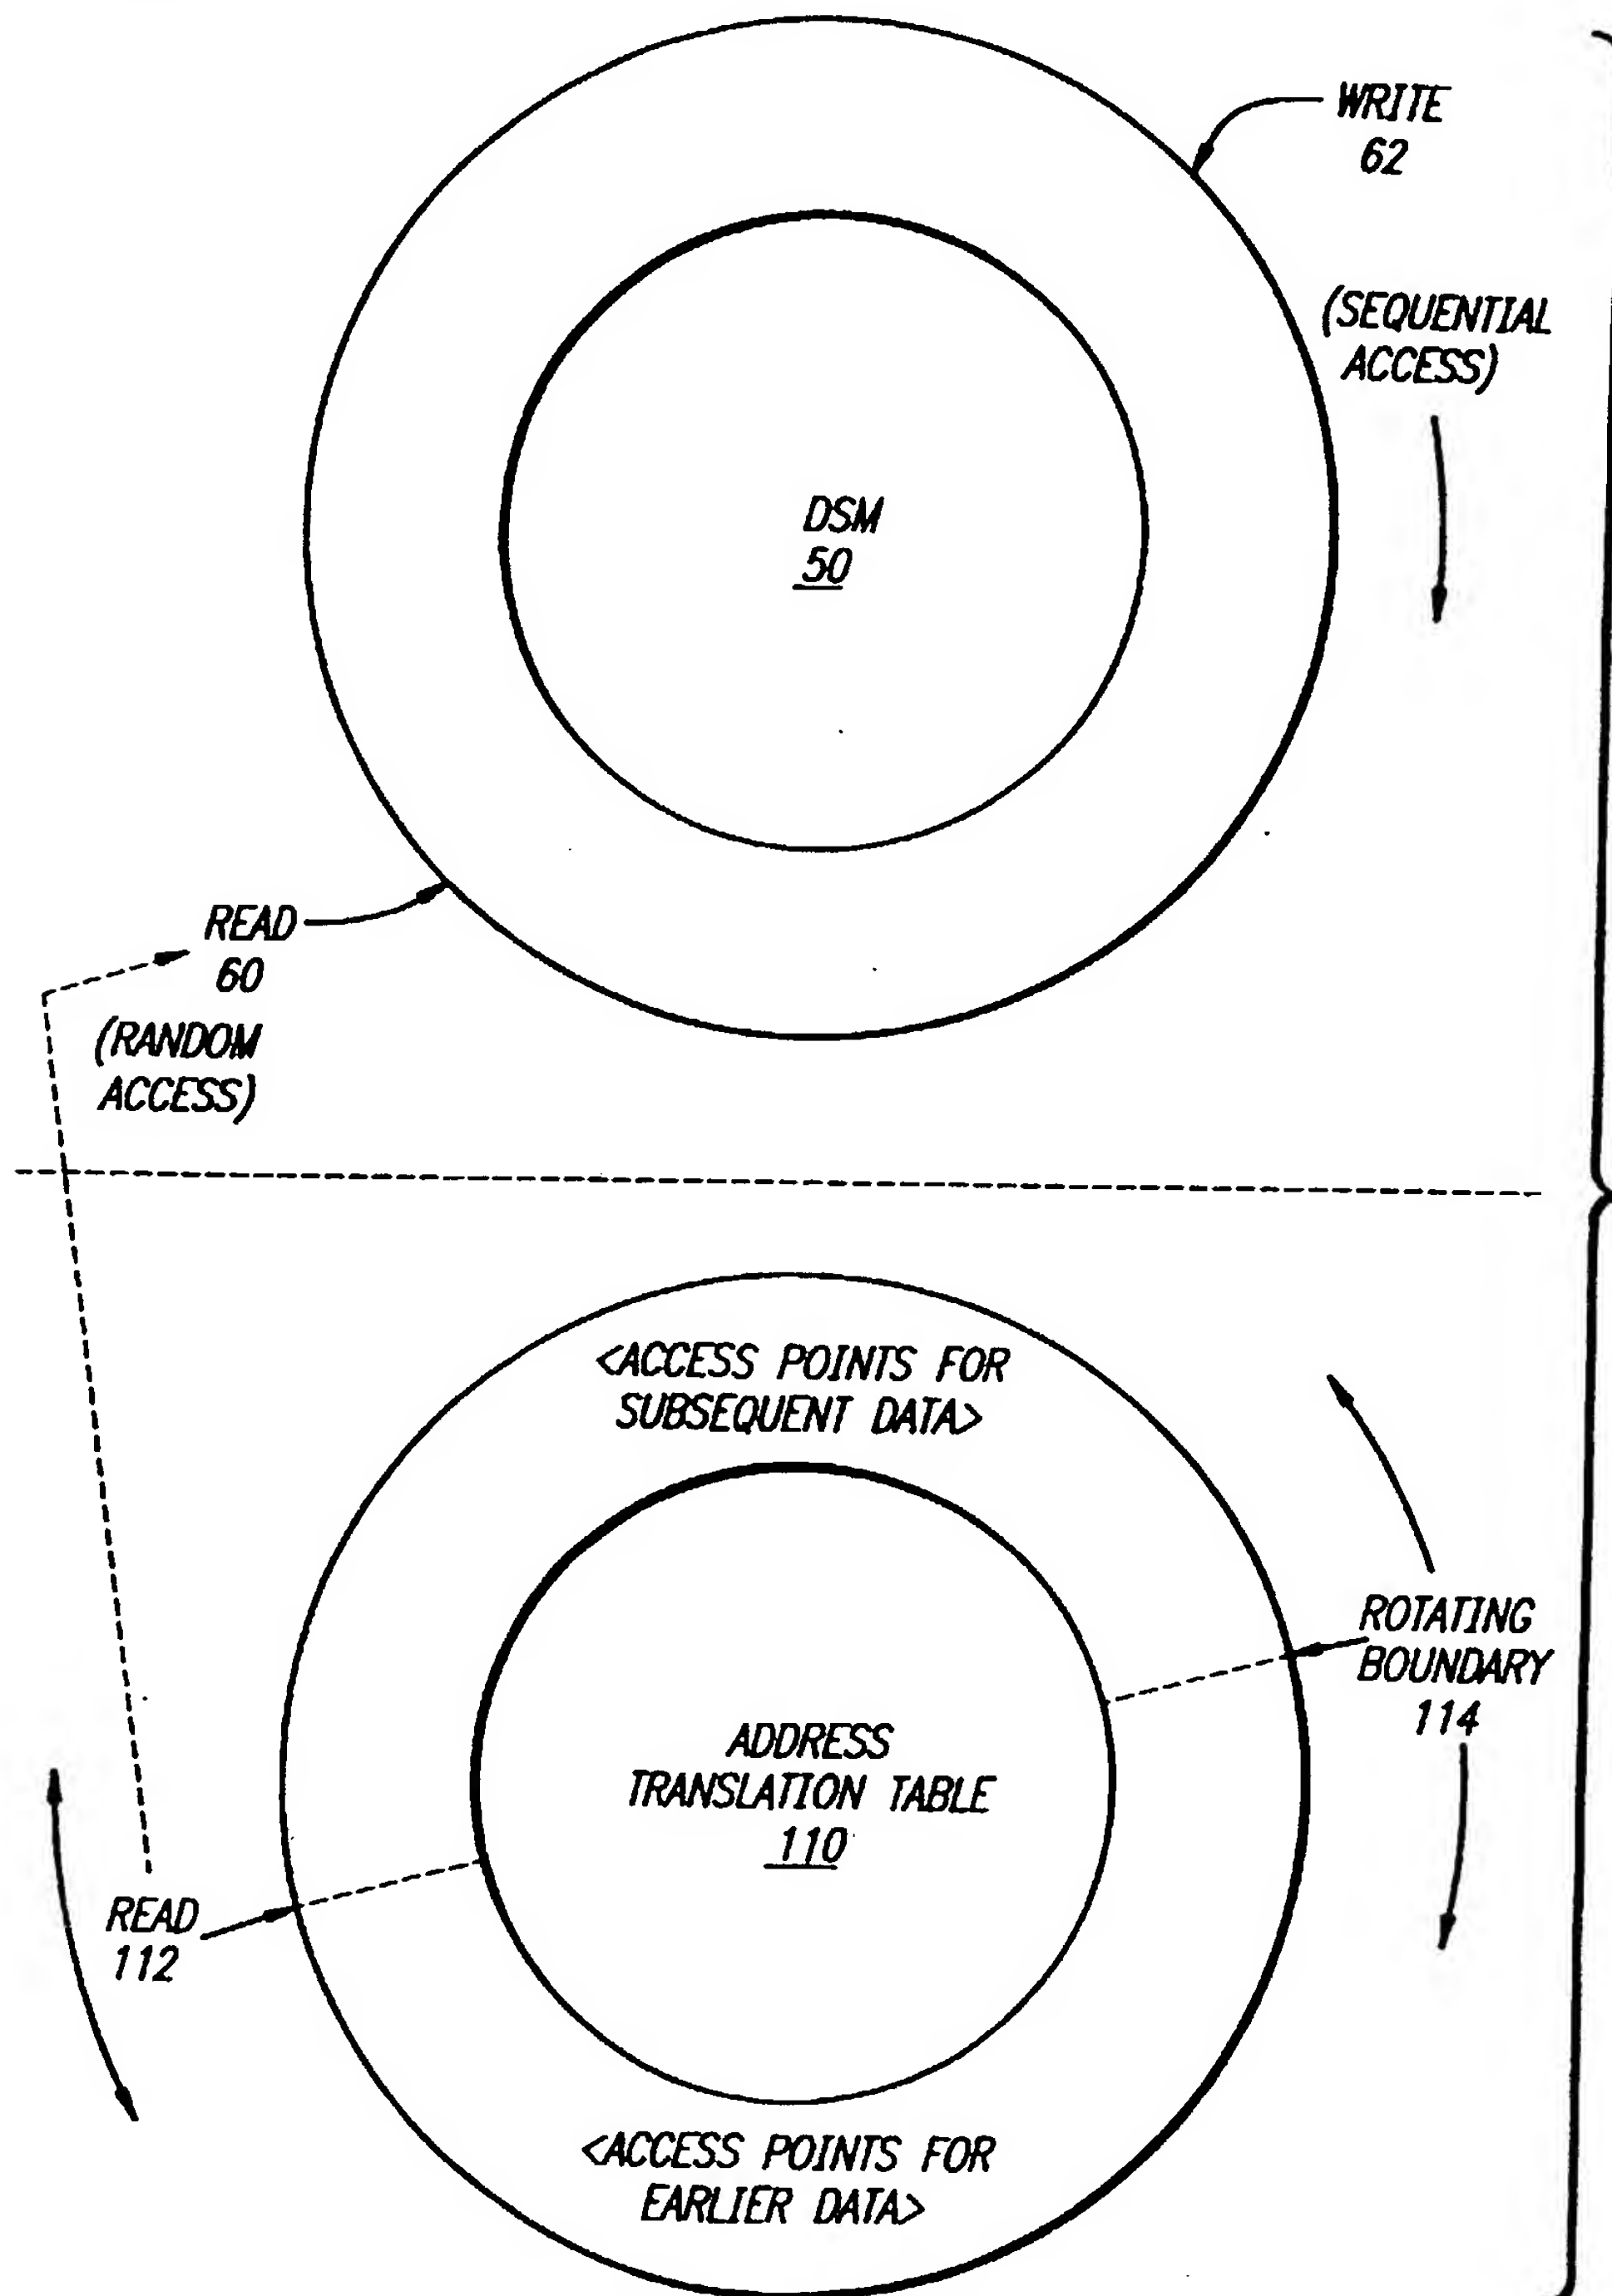 WRITE
62
(SEQUENTIAL
ACCESS)
DSM
50
READ
60
(RANDOM
ACCESS)
<ACCESS POINTS FOR
SUBSEQUENT DATA>
ROTATING
BOUNDARY
114
ADDRESS
TRANSLATION TABLE
110
READ
112
<ACCESS POINTS FOR
EARLIER DATA>